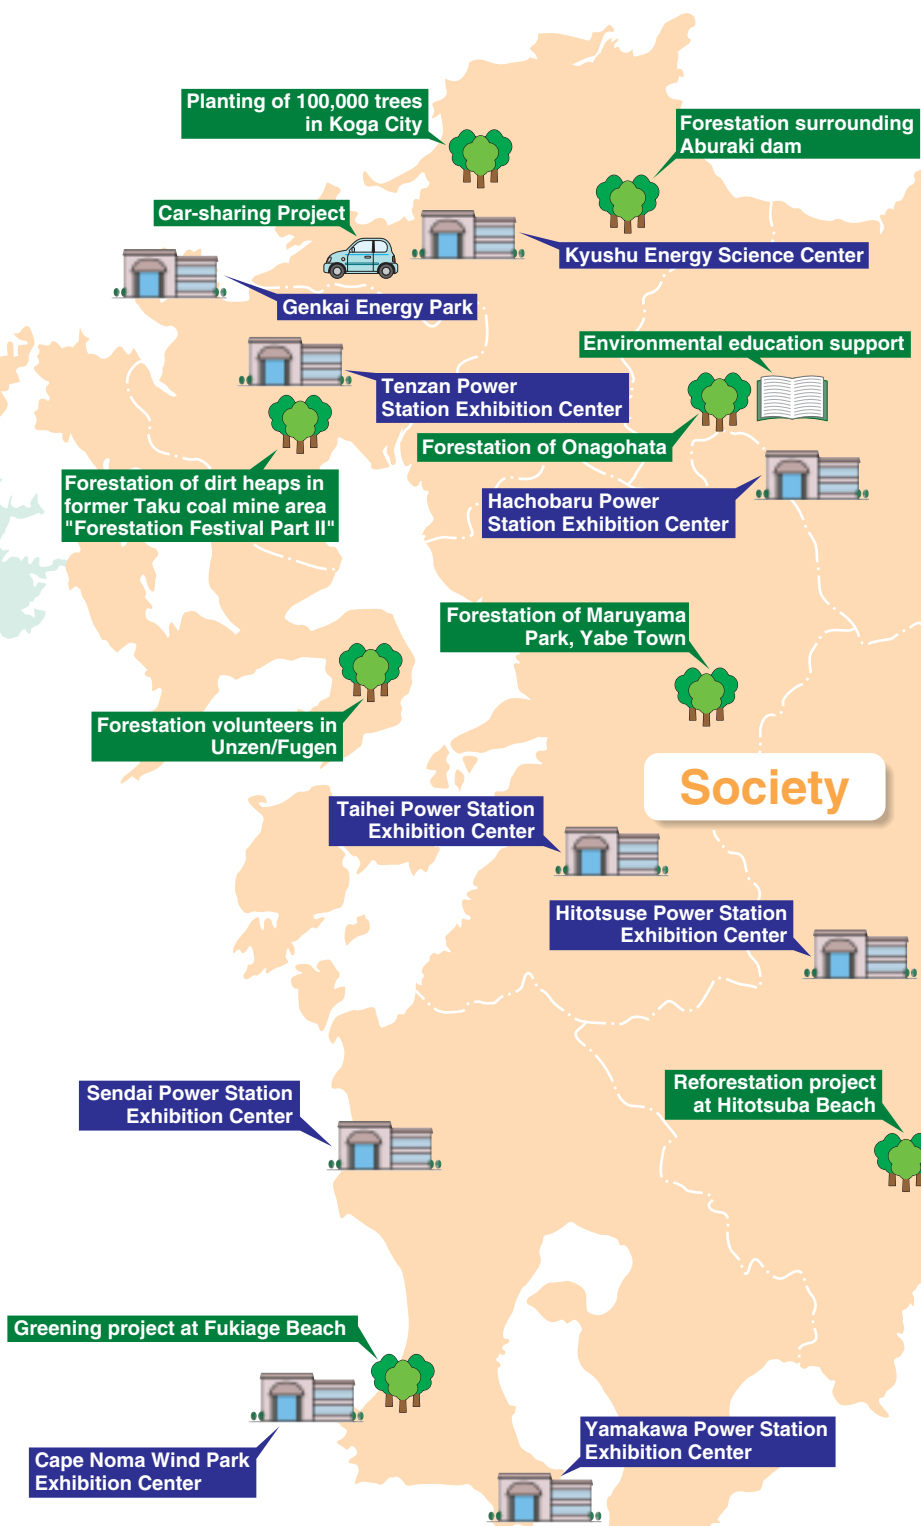 Planting of 100,000 trees
in Koga City
Forestation surrounding
Aburaki dam
Car-sharing Project
Kyushu Energy Science Center
Genkai Energy Park
Environmental education support
Tenzan Power
Station Exhibition Center
Forestation of Onagohata
Forestation of dirt heaps in
former Taku coal mine area
"Forestation Festival Part II"
Hachobaru Power
Station Exhibition Center
Forestation of Maruyama
Park, Yabe Town
Forestation volunteers in
Unzen/Fugen
Society
Taihei Power Station
Exhibition Center
Hitotsuse Power Station
Exhibition Center
Sendai Power Station
Exhibition Center
Reforestation project
at Hitotsuba Beach
Greening project at Fukiage Beach
Cape Noma Wind Park
Exhibition Center
Yamakawa Power Station
Exhibition Center